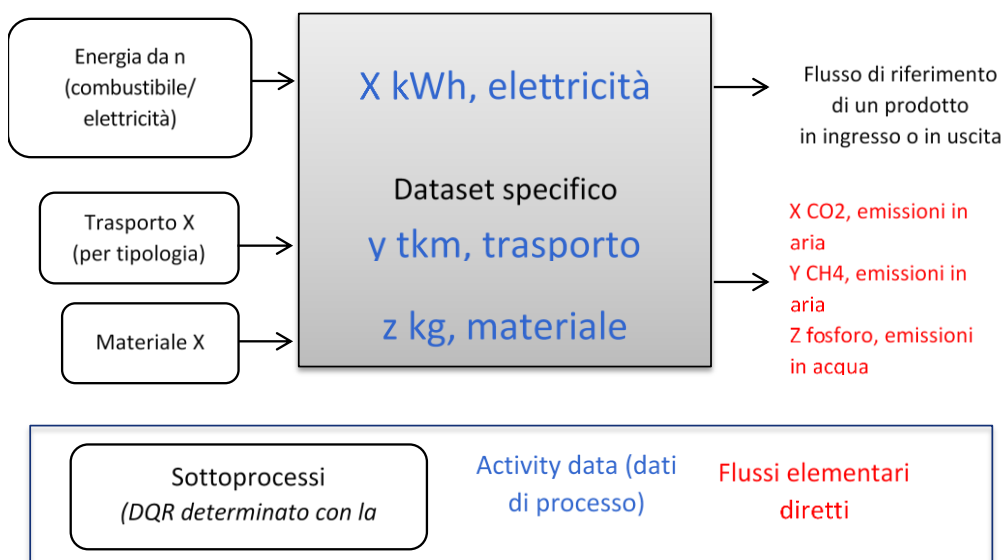 Energia da n
(combustibile/
elettricità)
X kWh, elettricità
Flusso di riferimento
di un prodotto
in ingresso o in uscita
Dataset specifico
Trasporto X
(per tipologia)
y tkm, trasporto
X CO2, emissioni in
aria
Y CH4, emissioni in
aria
Z fosforo, emissioni
in acqua
Materiale X
z kg, materiale
Sottoprocessi
(DQR determinato con la
Activity data (dati
di processo)
Flussi elementari
diretti